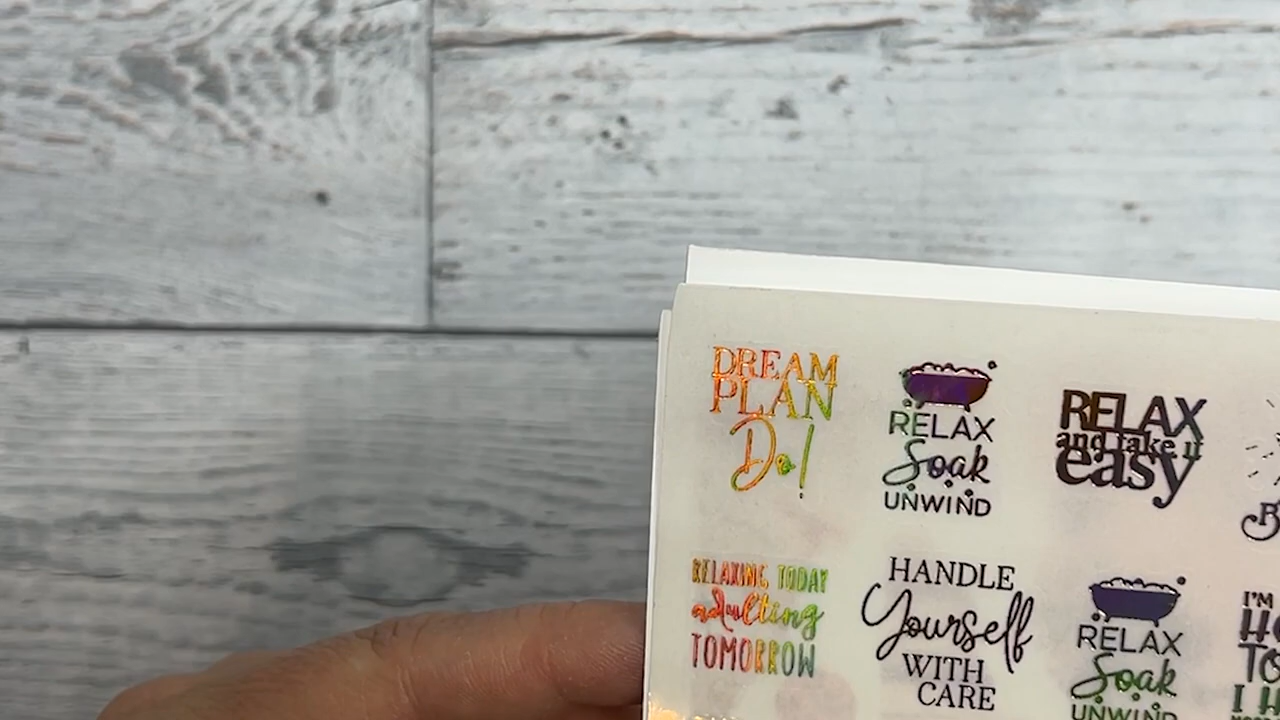 DREAM
PLAN
Do!
RELAX
Soak
UNWIND
RELAX
and take it
easy
RELAXING TODAY
adulting
TOMORROW
HANDLE
Yourself
WITH
CARE
RELAX
Soak
UNWIND
I'M